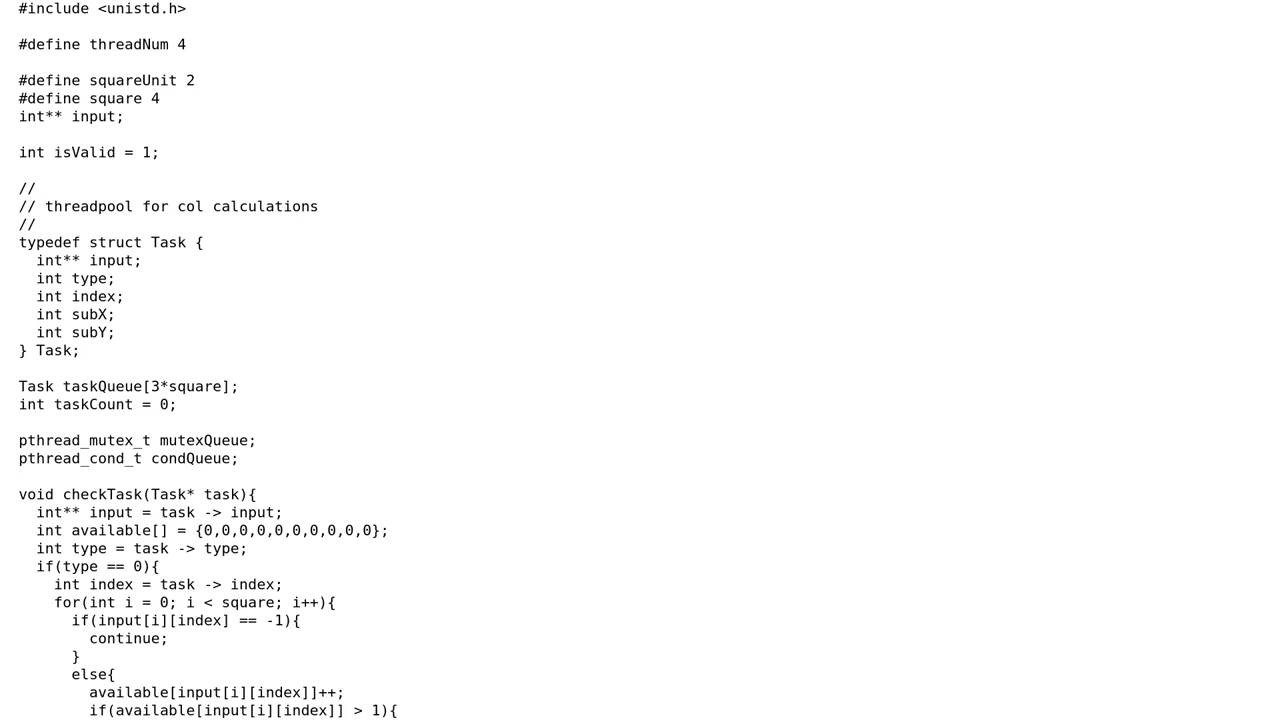 #include <unistd.h>
#define threadNum 4
#define squareUnit 2
#define square 4
int** input;
int isValid = 1;
//
// threadpool for col calculations
//
typedef struct Task {
  int** input;
  int type;
  int index;
  int subX;
  int subY;
} Task;
Task taskQueue[3*square];
int taskCount = 0;
pthread_mutex_t mutexQueue;
pthread_cond_t condQueue;
void checkTask(Task* task){
  int** input = task -> input;
  int available[] = {0,0,0,0,0,0,0,0,0,0};
  int type = task -> type;
  if(type == 0){
    int index = task -> index;
    for(int i = 0; i < square; i++){
      if(input[i][index] == -1){
        continue;
      }
      else{
        available[input[i][index]]++;
        if(available[input[i][index]] > 1){